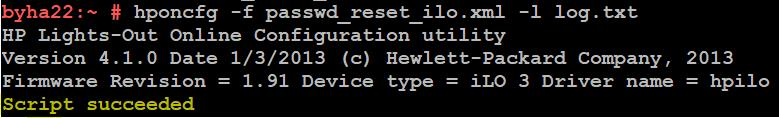 byha22:~ # hponcfg -f passwd_reset_ilo.xml -l log.txt
HP Lights-Out Online Configuration utility
Version 4.1.0 Date 1/3/2013 (c) Hewlett-Packard Company, 2013
Firmware Revision = 1.91 Device type = iLO 3 Driver name = hpilo
Script succeeded